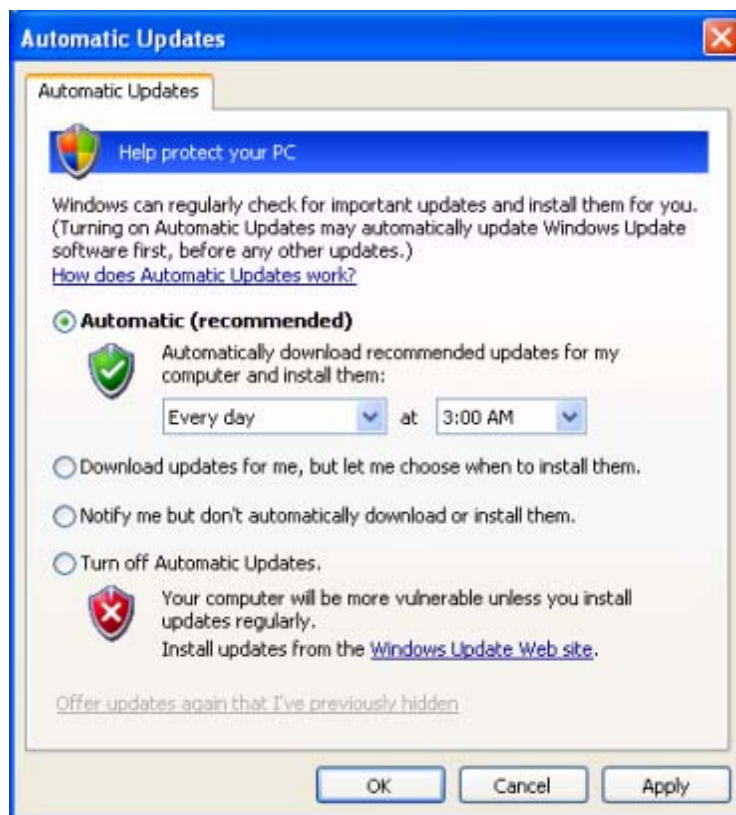 Automatic Updates
Automatic Updates
Help protect your PC
Windows can regularly check for important updates and install them for you.
(Turning on Automatic Updates may automatically update Windows Update
software first, before any other updates.)
How does Automatic Updates work?
Automatic (recommended)
Automatically download recommended updates for my
computer and install them:
Every day at 3:00 AM
Download updates for me, but let me choose when to install them.
Notify me but don't automatically download or install them.
Turn off Automatic Updates.
Your computer will be more vulnerable unless you install
updates regularly.
Install updates from the Windows Update Web site.
Offer updates again that I've previously hidden
OK Cancel Apply